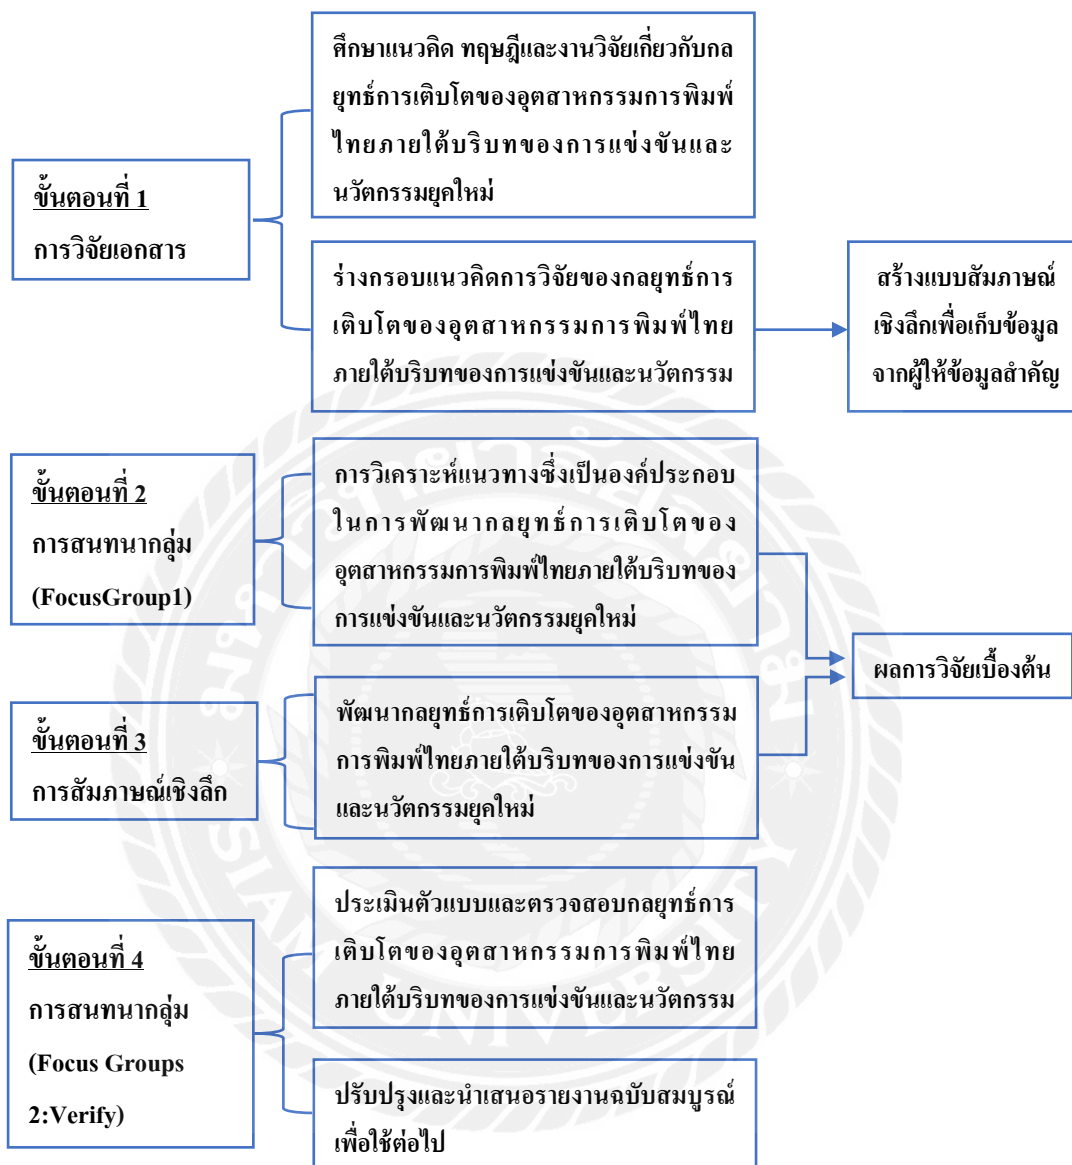 ศึกษาแนวคิด ทฤษฎีและงานวิจัยเกี่ยวกับกล
ยุทธ์การเติบโตของอุตสาหกรรมการพิมพ์
ไทยภายใต้บริบทของการแข่งขันและ
นวัตกรรมยุคใหม่
ขั้นตอนที่ 1
การวิจัยเอกสาร
ร่างกรอบแนวคิดการวิจัยของกลยุทธ์การ
เติบโตของอุตสาหกรรมการพิมพ์ไทย
ภายใต้บริบทของการแข่งขันและนวัตกรรม
สร้างแบบสัมภาษณ์
เชิงลึกเพื่อเก็บข้อมูล
จากผู้ให้ข้อมูลสำคัญ
ขั้นตอนที่ 2
การสนทนากลุ่ม
(FocusGroup1)
การวิเคราะห์แนวทางซึ่งเป็นองค์ประกอบ
ในการพัฒนากลยุทธ์การเติบโตของ
อุตสาหกรรมการพิมพ์ไทยภายใต้บริบทของ
การแข่งขันและนวัตกรรมยุคใหม่
ผลการวิจัยเบื้องต้น
ขั้นตอนที่ 3
การสัมภาษณ์เชิงลึก
พัฒนากลยุทธ์การเติบโตของอุตสาหกรรม
การพิมพ์ไทยภายใต้บริบทของการแข่งขัน
และนวัตกรรมยุคใหม่
ขั้นตอนที่ 4
การสนทนากลุ่ม
(Focus Groups
2:Verify)
ประเมินตัวแบบและตรวจสอบกลยุทธ์การ
เติบโตของอุตสาหกรรมการพิมพ์ไทย
ภายใต้บริบทของการแข่งขันและนวัตกรรม
ปรับปรุงและนำเสนอรายงานฉบับสมบูรณ์
เพื่อใช้ต่อไป
มหาวิทยาลัยสยาม
SIAM UNIVERSITY